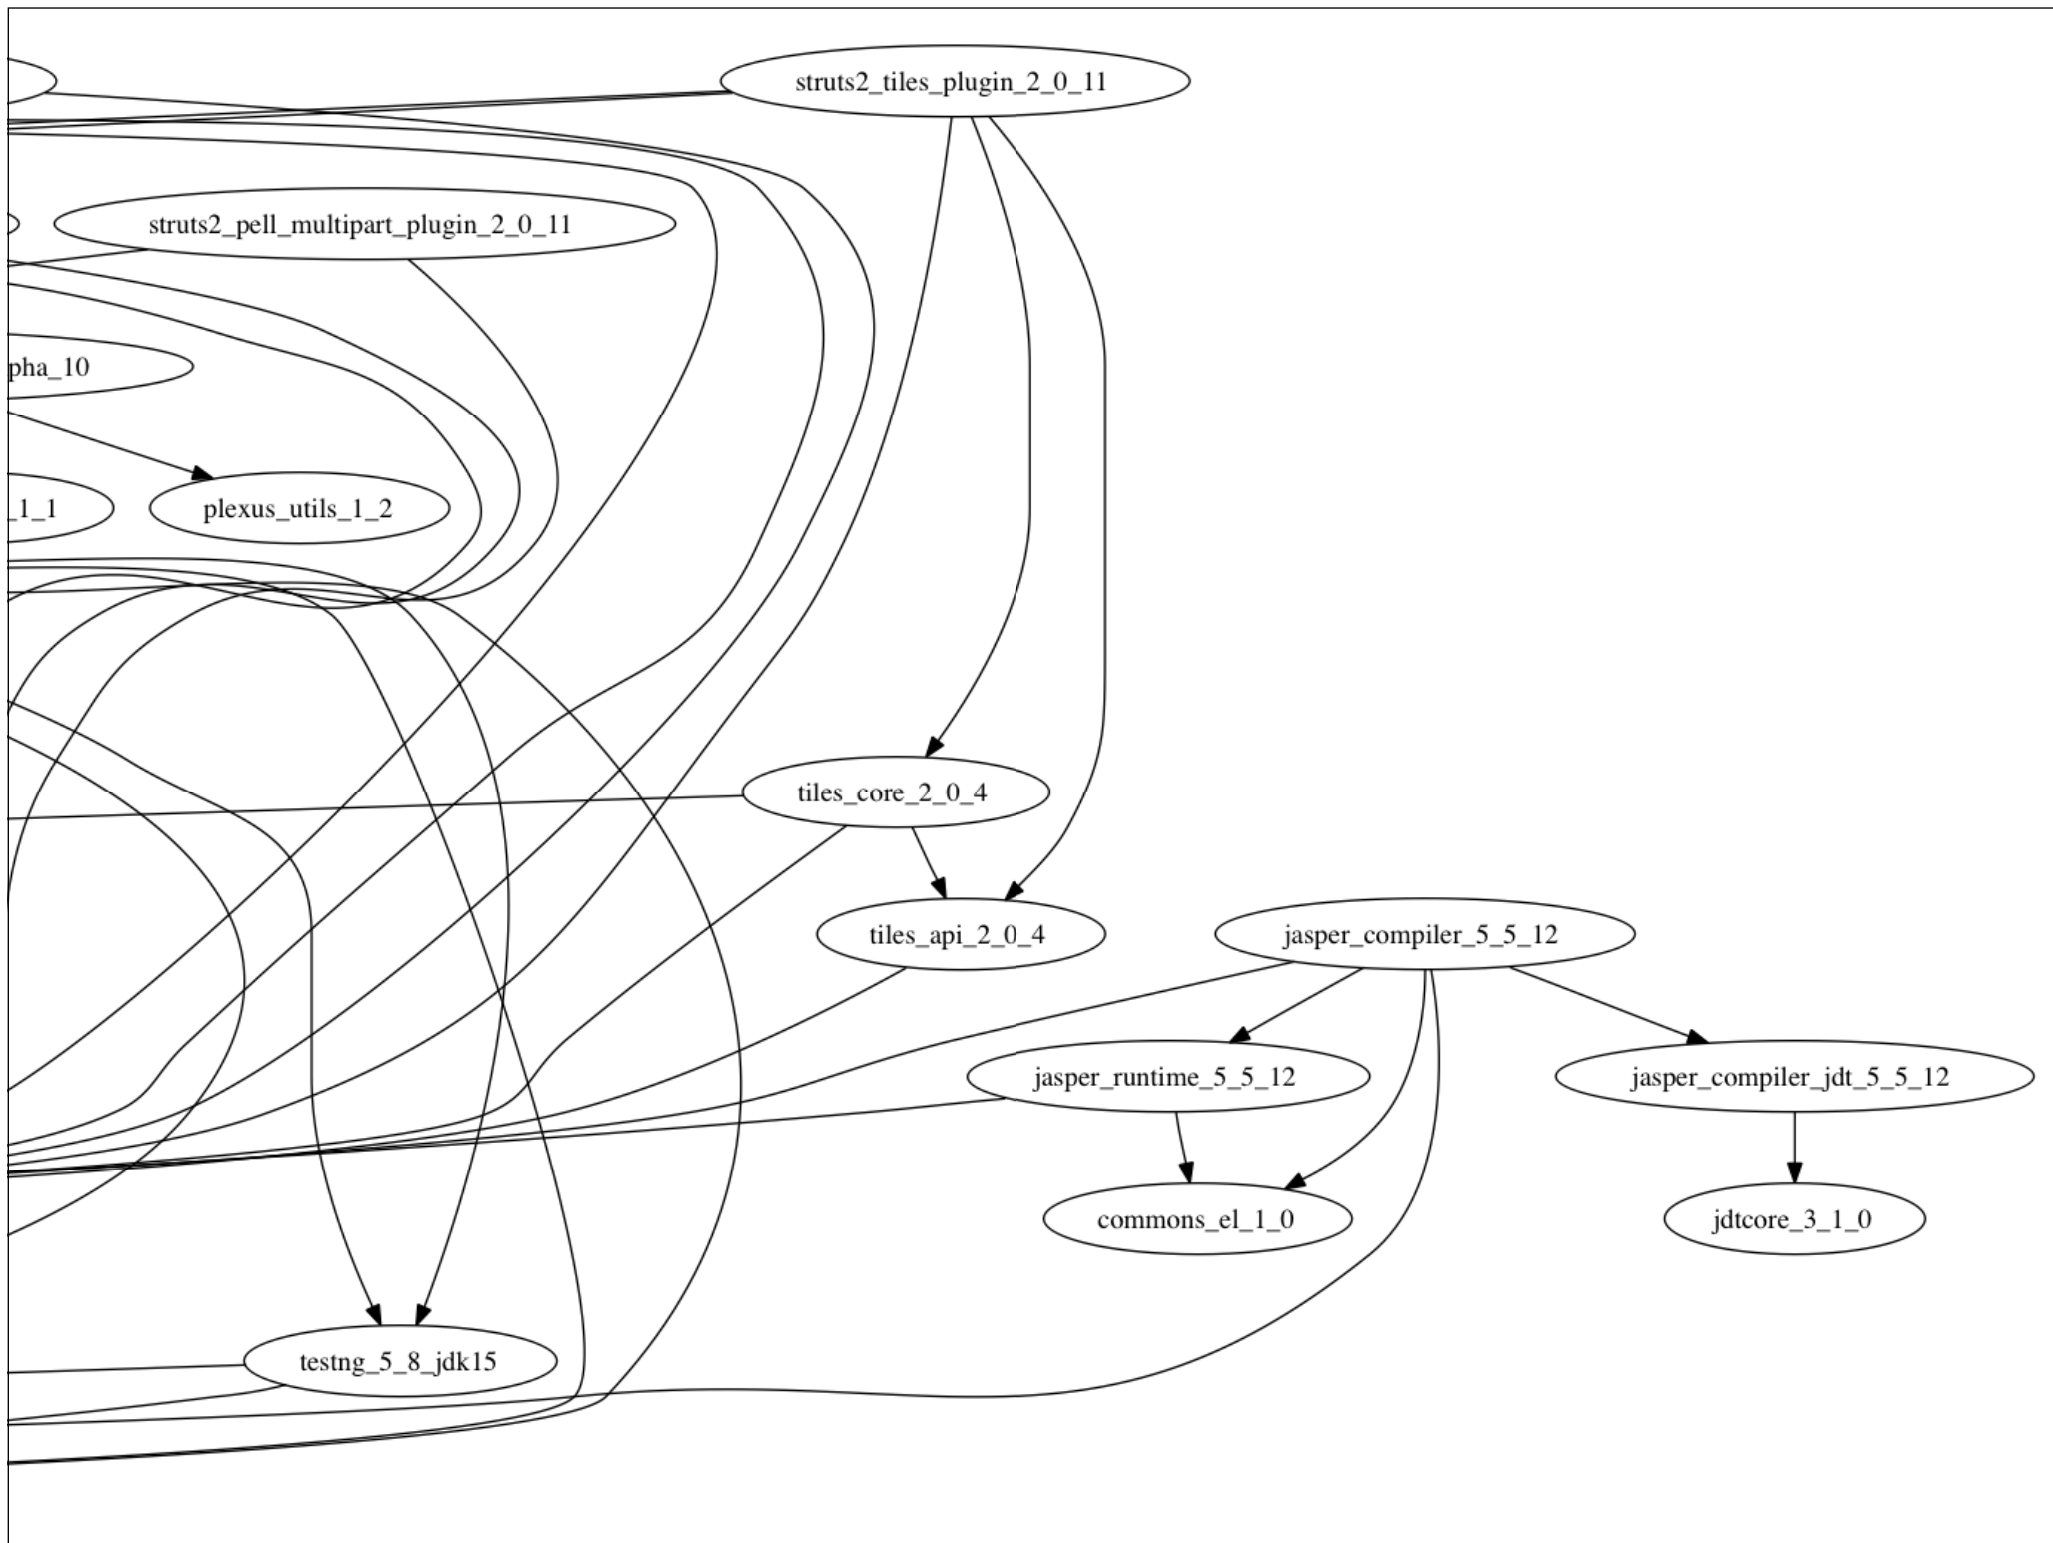 struts2_tiles_plugin_2_0_11
struts2_pell_multipart_plugin_2_0_11
pha_10
_1_1
plexus_utils_1_2
tiles_core_2_0_4
tiles_api_2_0_4
jasper_compiler_5_5_12
jasper_runtime_5_5_12
jasper_compiler_jdt_5_5_12
commons_el_1_0
jdtcore_3_1_0
testng_5_8_jdk15